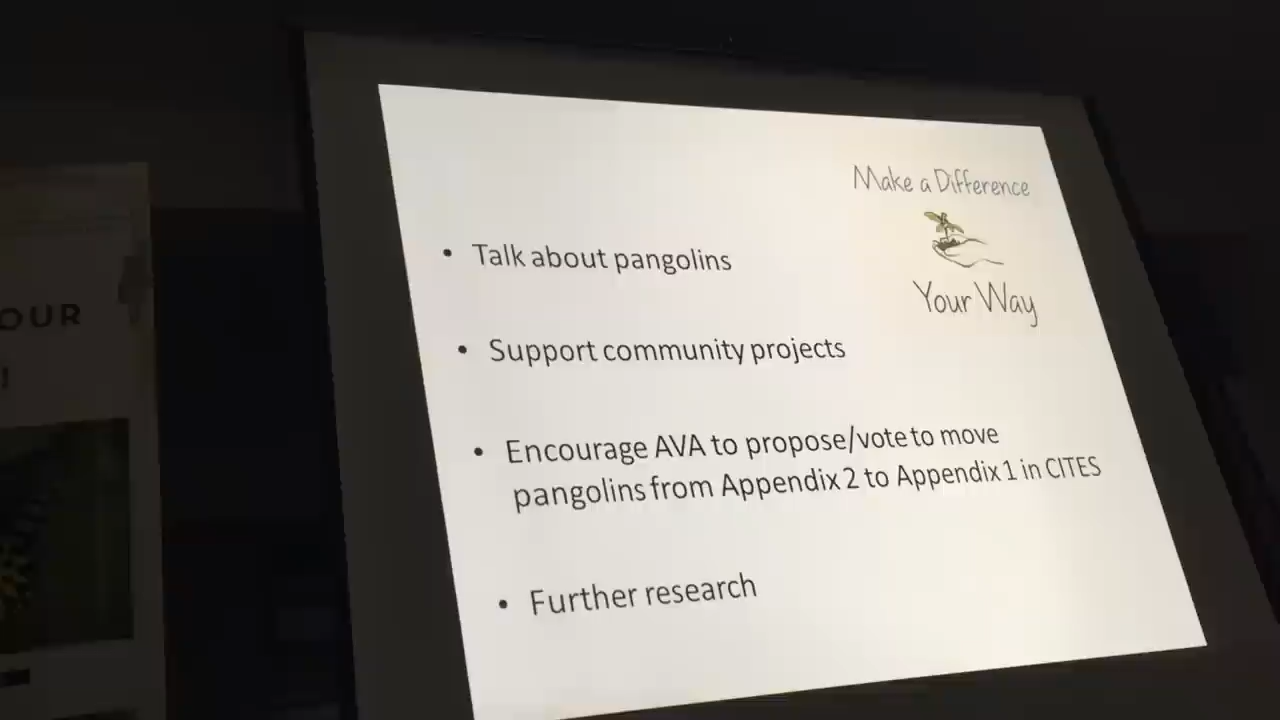 OUR
!
Make a Difference
Your Way
• Talk about pangolins
• Support community projects
• Encourage AVA to propose/vote to move
pangolins from Appendix 2 to Appendix 1 in CITES
• Further research